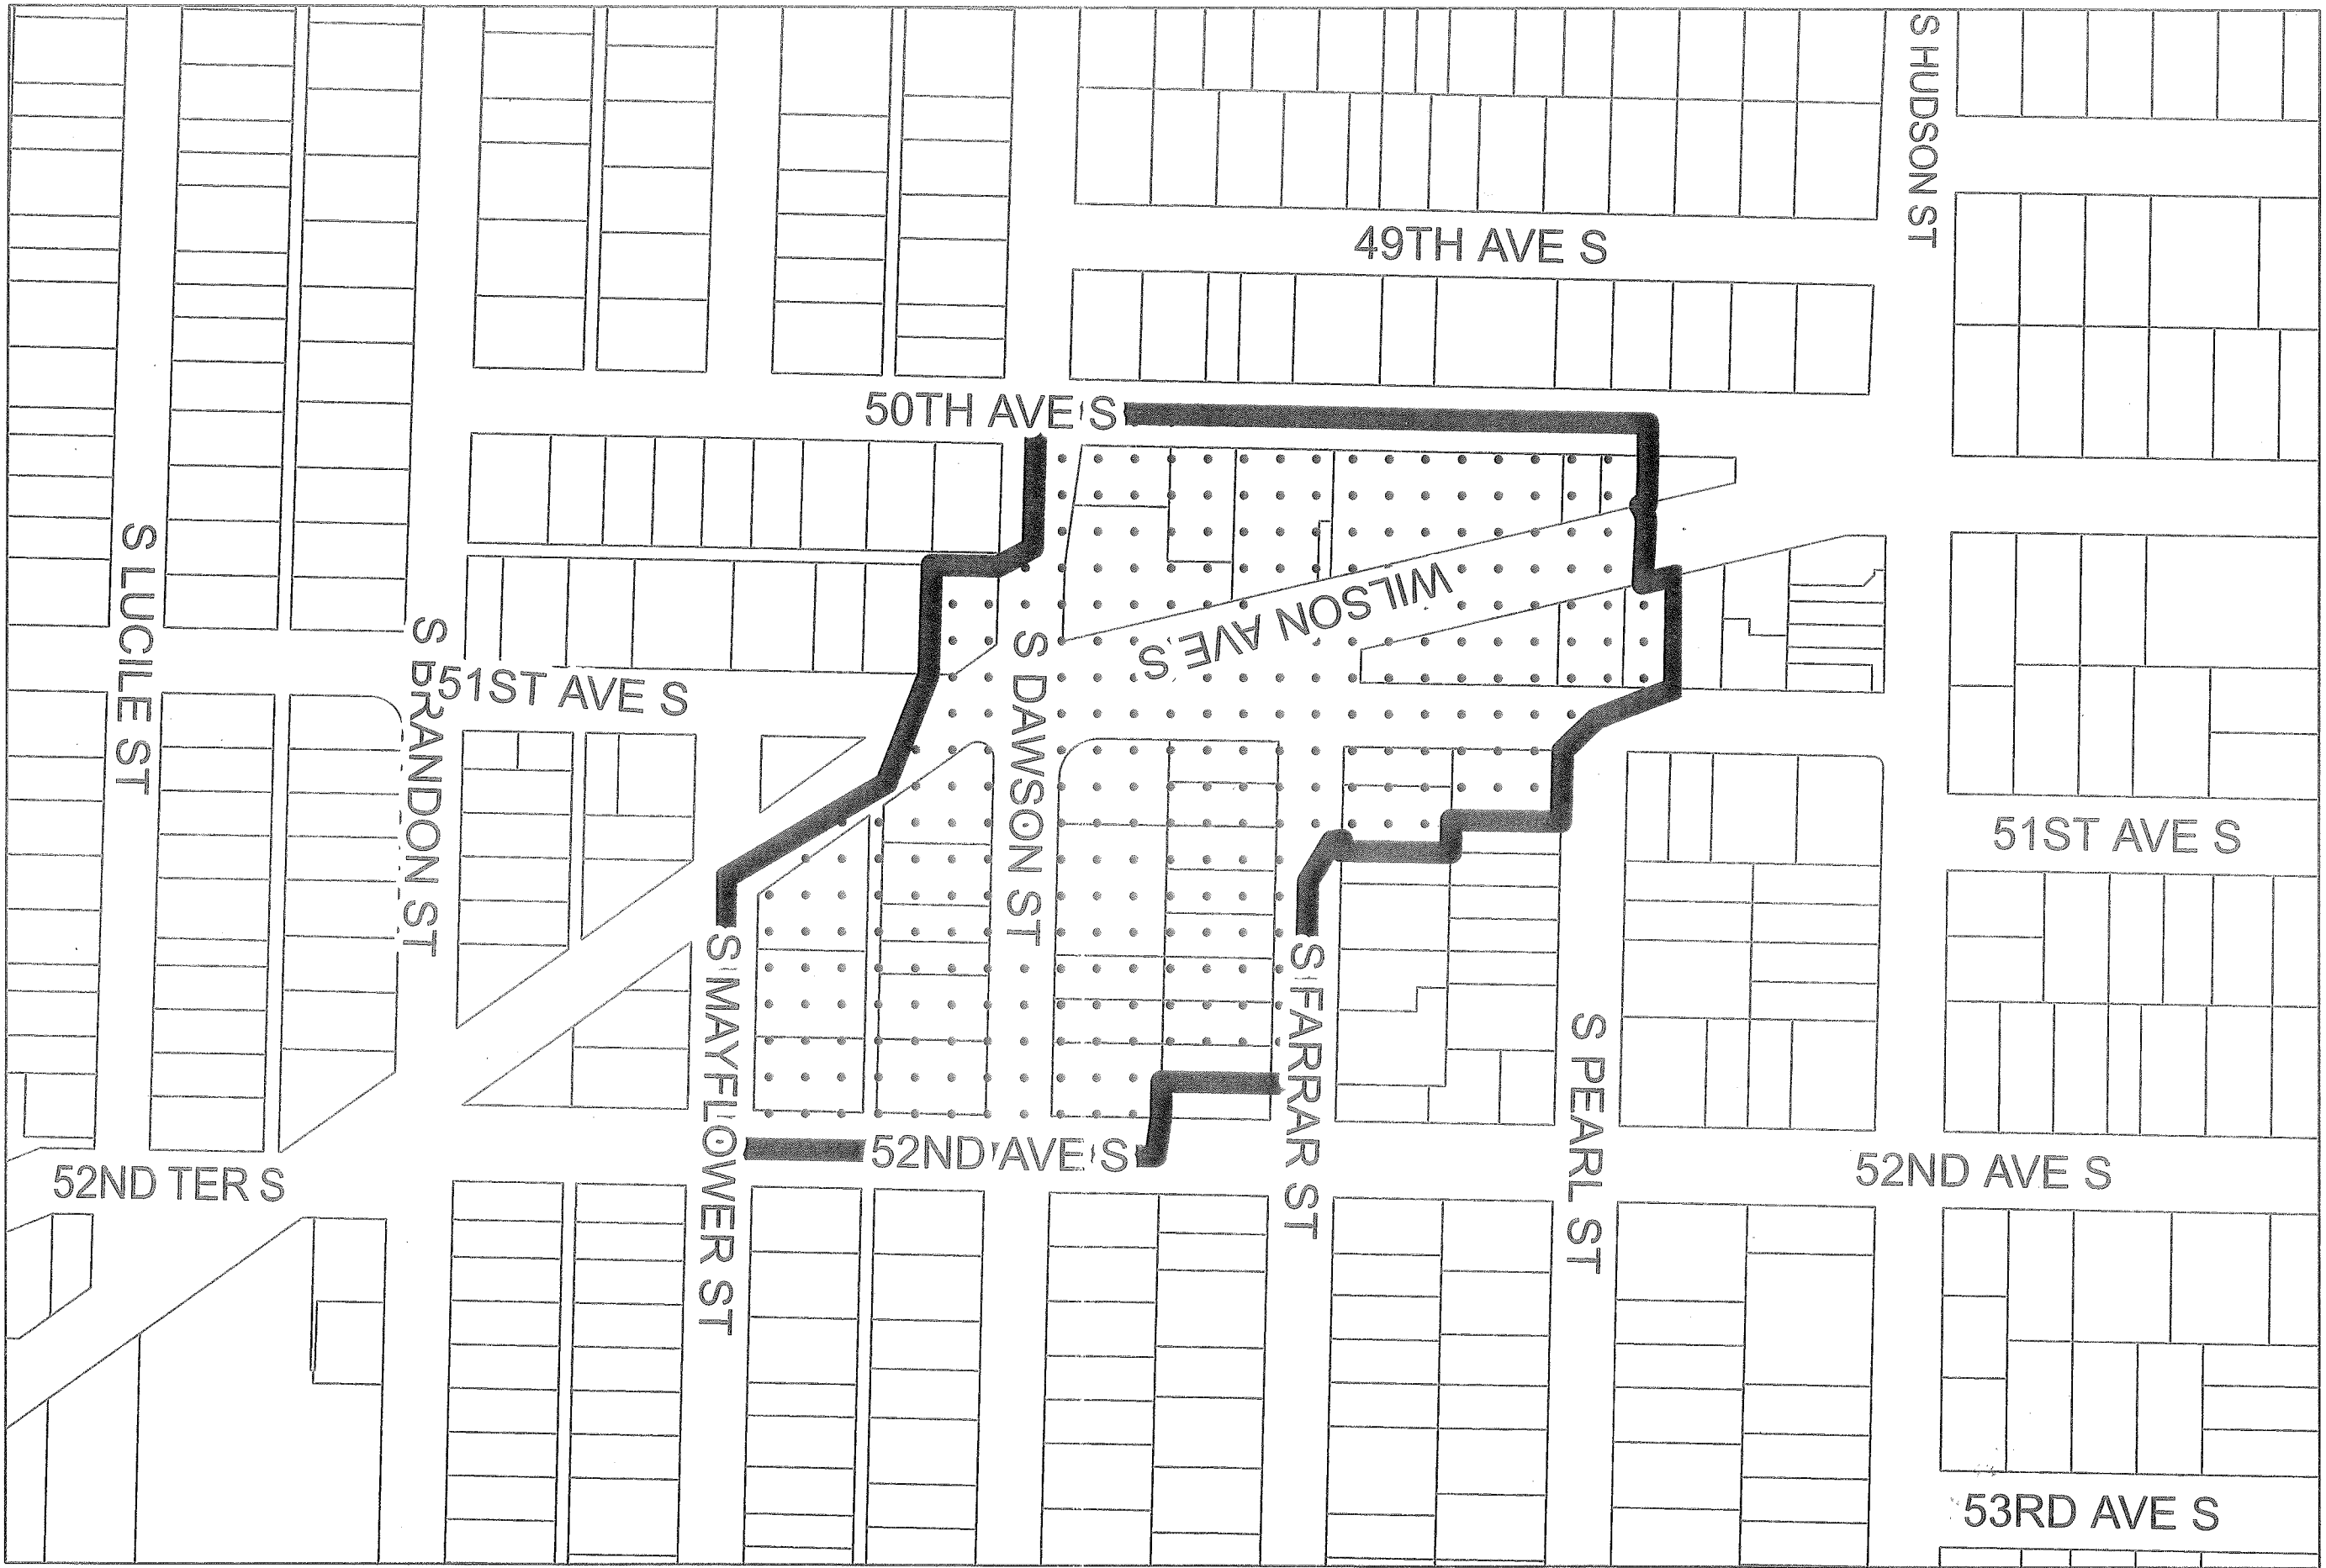 S HUDSON ST
49TH AVE S
50TH AVE S
WILSON AVE S
S LUCILE ST
S BRANDON ST
51ST AVE S
S DAWSON ST
51ST AVE S
S MAYFLOWER ST
S FARRAR ST
S PEARL ST
52ND AVE S
52ND AVE S
52ND TER S
53RD AVE S